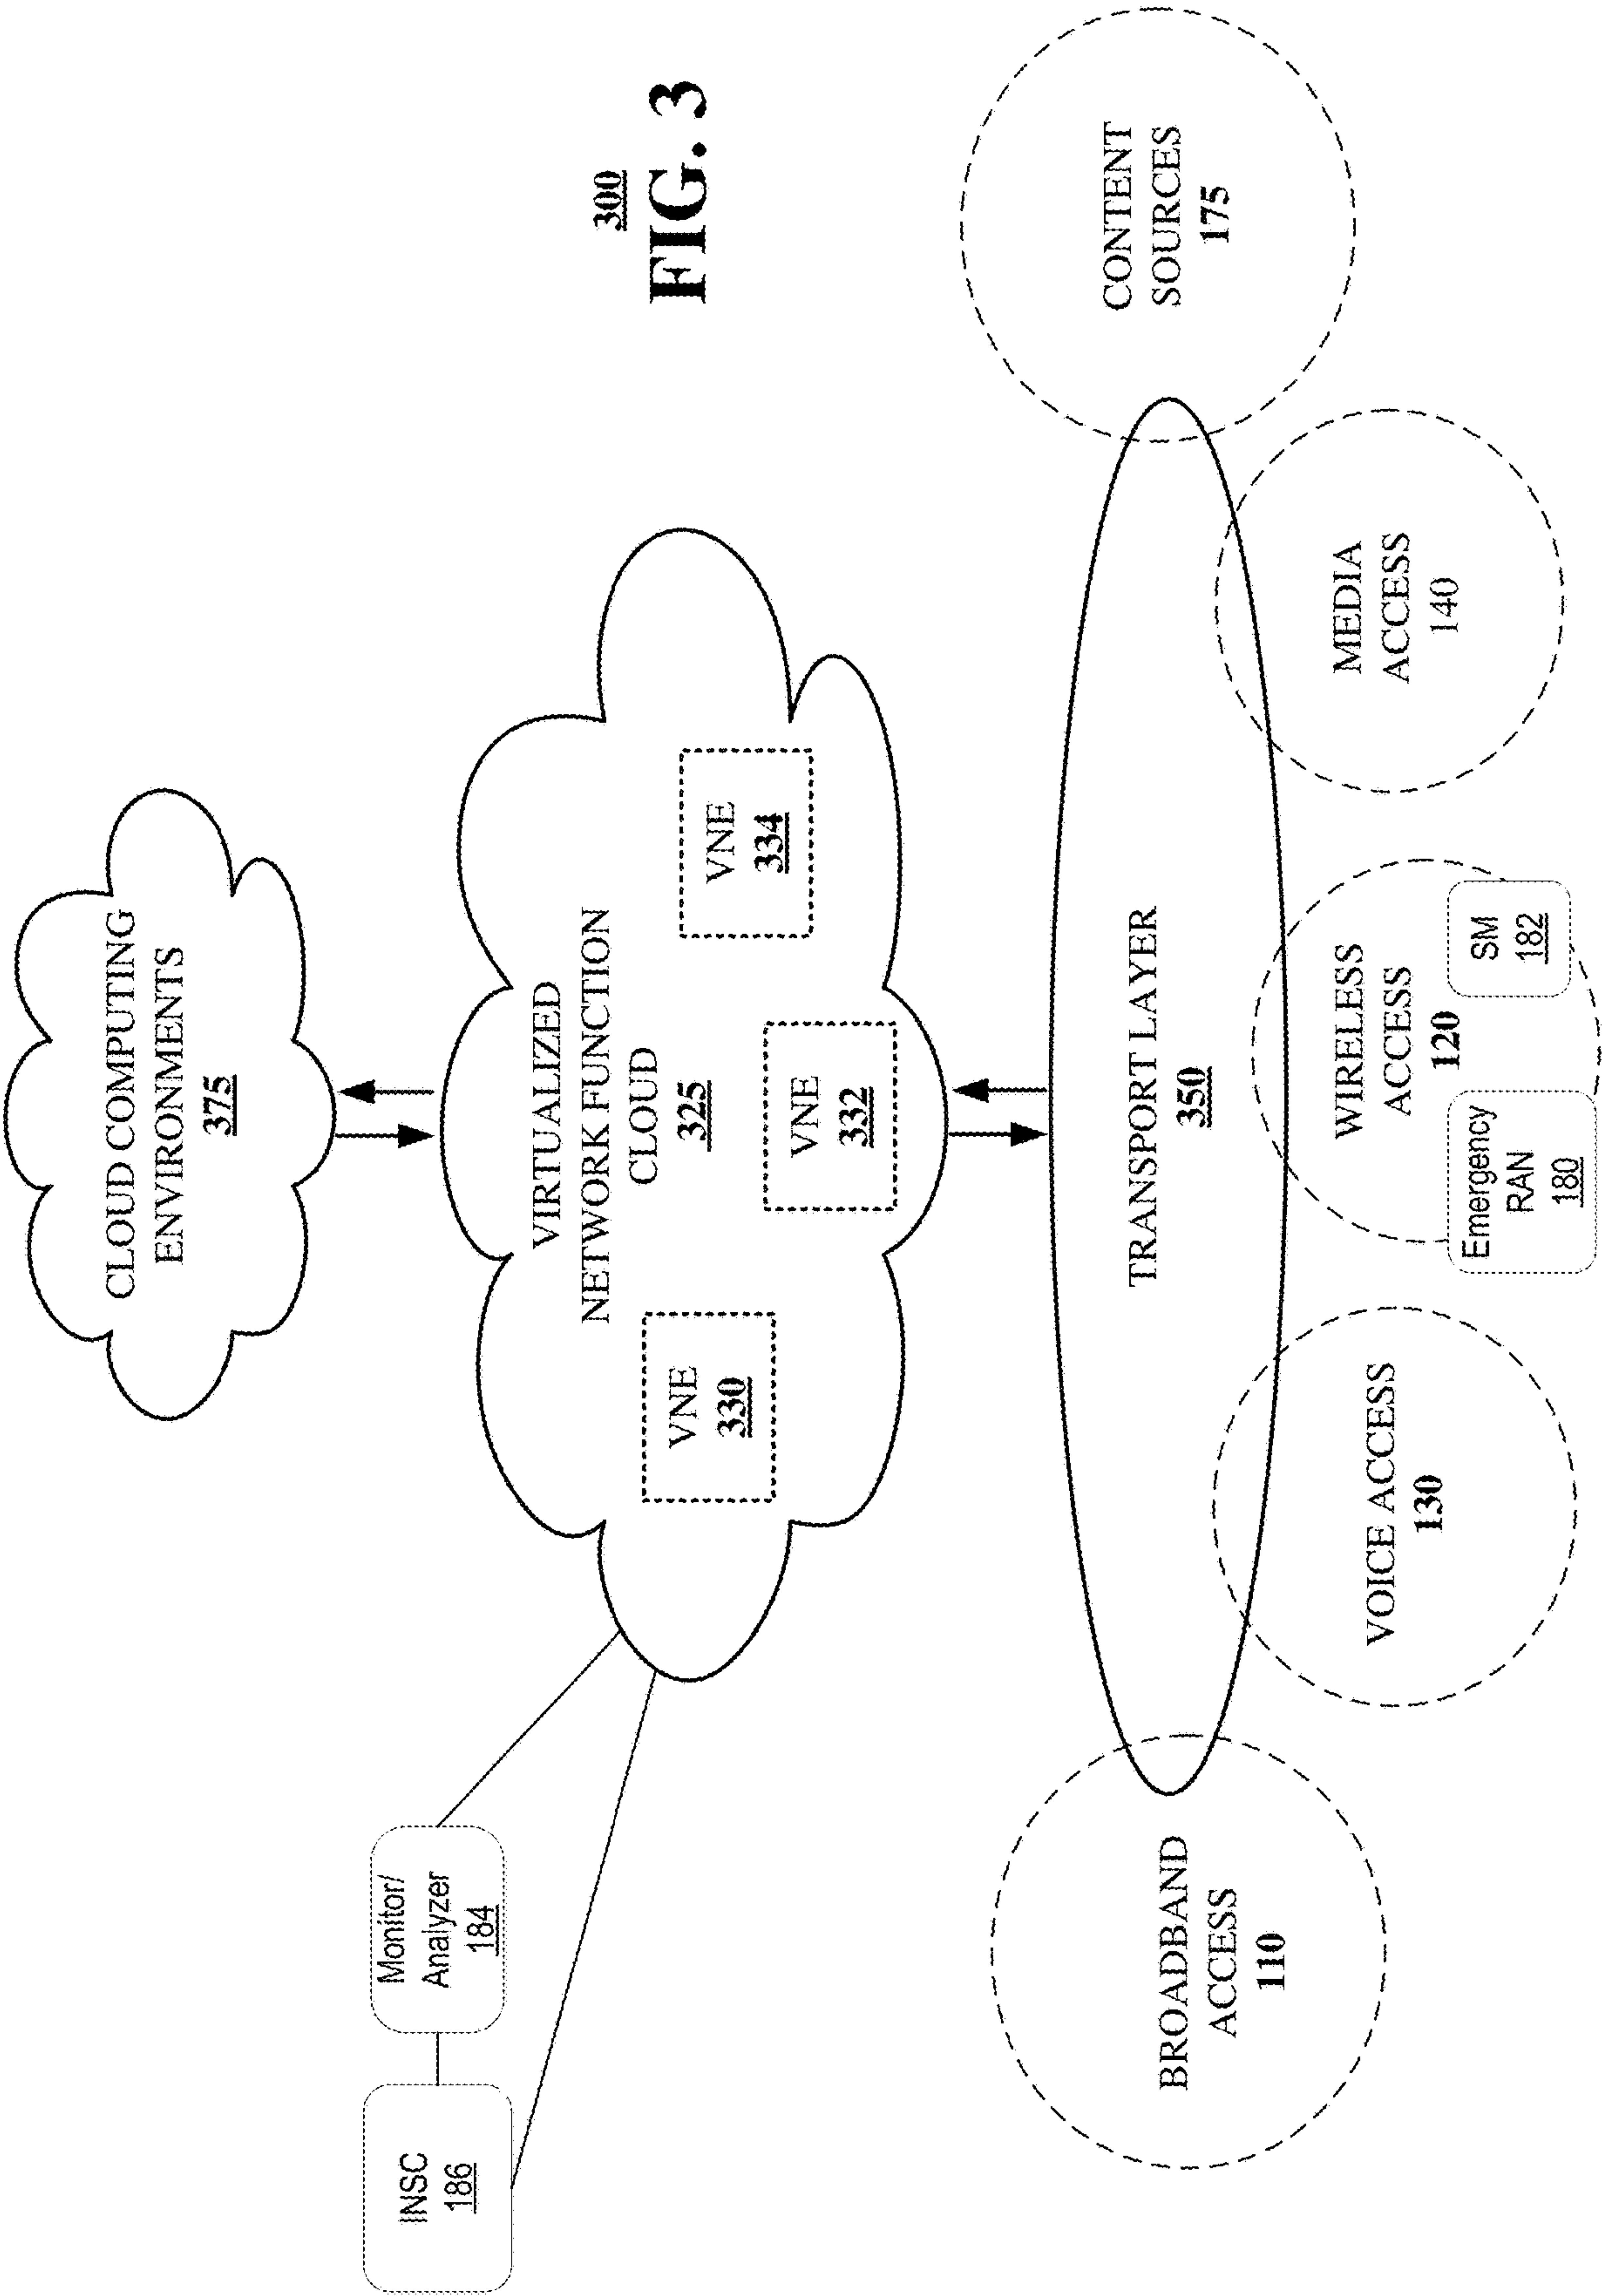 CLOUD COMPUTING
ENVIRONMENTS
375
INSC
186
Monitor/
Analyzer
184
VIRTUALIZED
NETWORK FUNCTION
CLOUD
325
VNE
330
VNE
332
VNE
334
300
FIG. 3
TRANSPORT LAYER
350
BROADBAND
ACCESS
110
VOICE ACCESS
130
WIRELESS
ACCESS
120
Emergency
RAN
180
SM
182
MEDIA
ACCESS
140
CONTENT
SOURCES
175